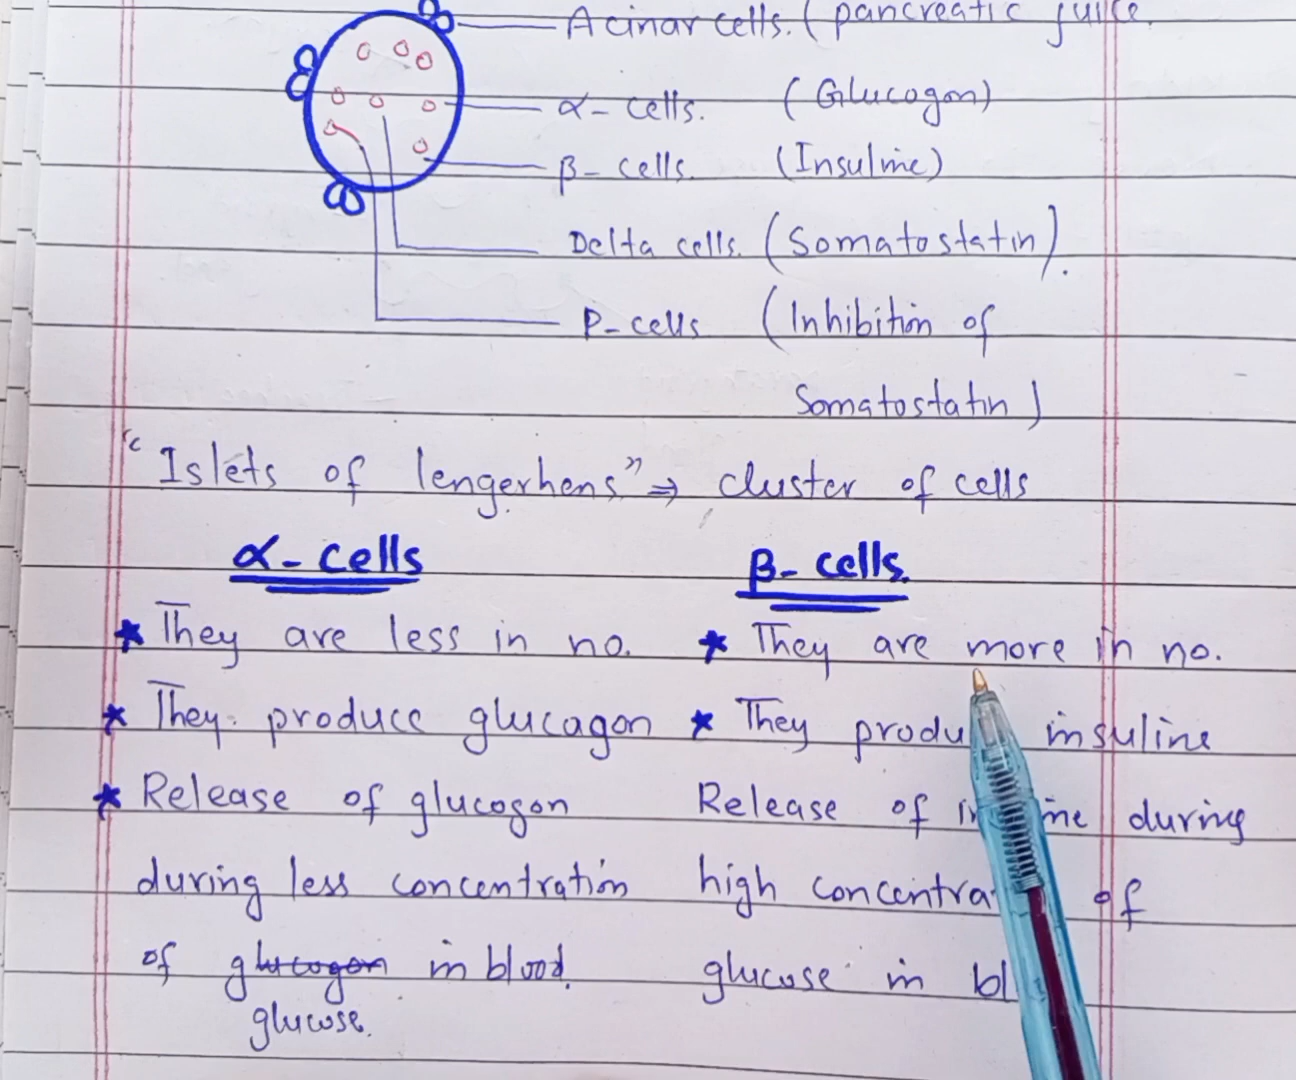 Acinar cells. (pancreatic juice.
α- cells. (Glucogon)
β- cells. (Insuline)
Delta cells. (Somatostatin).
P- cells (Inhibition of
Somatostatin)
"Islets of lengerhens" ⇒ cluster of cells
α- cells
β- cells.
★ They are less in no.
★ They produce glucagon
★ Release of glucogon
during less concentration
of glucogon in blood.
glucose.
★ They are more in no.
★ They produ insuline
Release of in ine during
high concentra of
glucose in bl